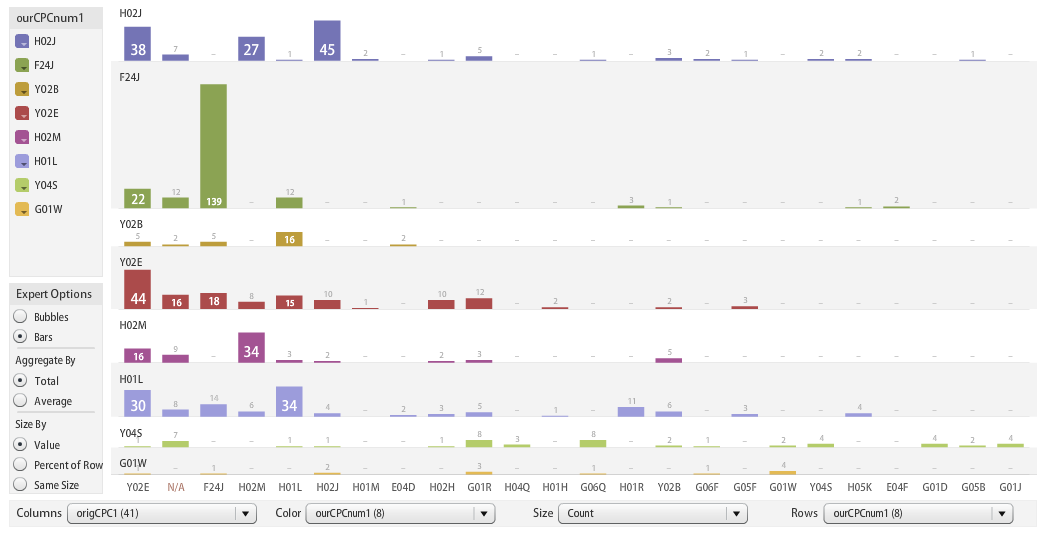 ourCPCnum1
H02J
F24J
Y02B
Y02E
H02M
H01L
Y04S
G01W
Expert Options
Bubbles
Bars
Aggregate By
Total
Average
Size By
Value
Percent of Row
Same Size
H02J
38 7 – 27 1 45 2 – 1 5 – – 1 – 3 2 1 – 2 2 – – 1 –
F24J
22 12 139 – 12 – – 1 – – – – – 3 1 – – – – 1 2 – – –
Y02B
5 2 5 – 16 – – 2 – – – – – – – – – – – – – – – –
Y02E
44 16 18 8 15 10 1 – 10 12 – 2 – – 2 – 3 – – – – – – –
H02M
16 9 – 34 3 2 – – 2 3 – – – – 5 – – – – – – – – –
H01L
30 8 14 6 34 4 – 2 3 5 – 1 – 11 6 – 3 – – 4 – – – –
Y04S
1 7 – – 1 1 – – 1 8 3 – 8 – 2 1 – 2 4 – – 4 2 4
G01W
1 – 1 – – 2 – – – 3 – – 1 – – 1 – 4 – – – – – –
Y02E N/A F24J H02M H01L H02J H01M E04D H02H G01R H04Q H01H G06Q H01R Y02B G06F G05F G01W Y04S H05K E04F G01D G05B G01J
Columns origCPC1 (41) Color ourCPCnum1 (8) Size Count Rows ourCPCnum1 (8)